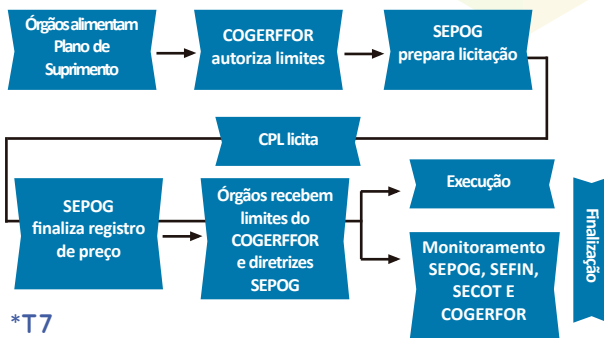 Órgãos alimentam
Plano de
Suprimento
COGERFFOR
autoriza limites
SEPOG
prepara licitação
CPL licita
SEPOG
finaliza registro
de preço
Órgãos recebem
limites do
COGERFFOR
e diretrizes
SEPOG
Execução
Monitoramento
SEPOG, SEFIN,
SECOT E
COGERFOR
Finalização
*T7